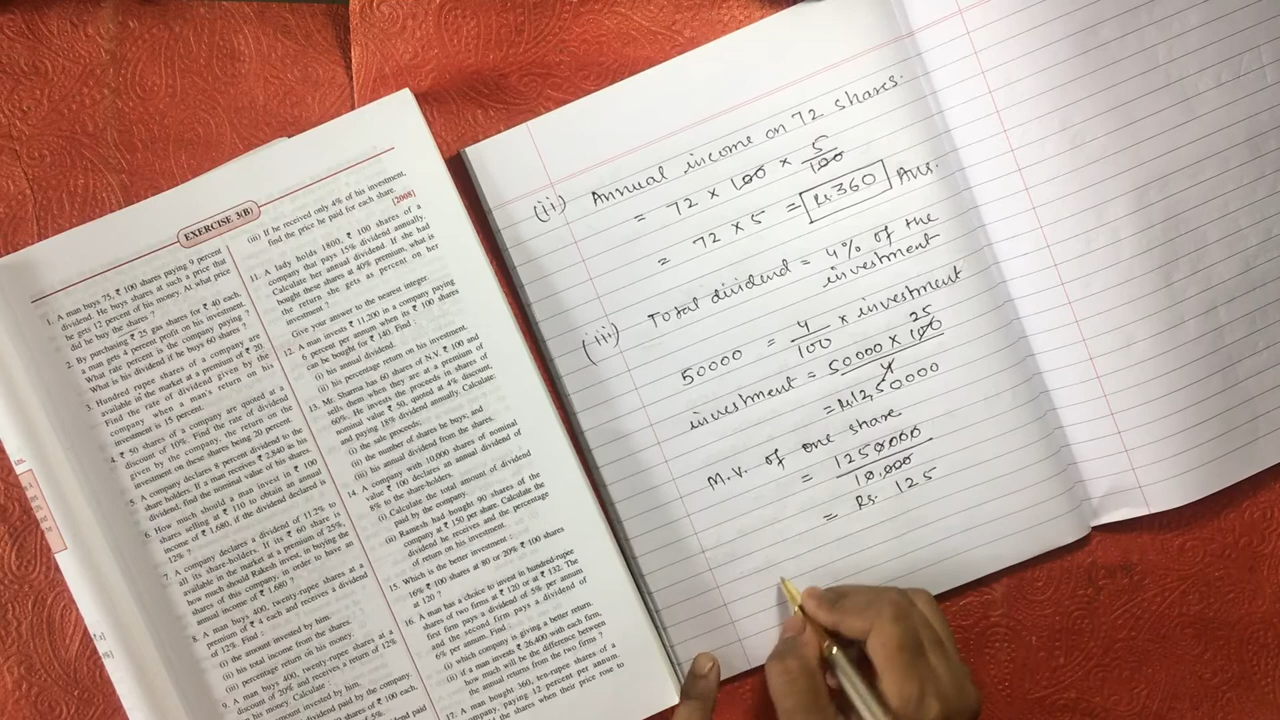 EXERCISE 3(B)
1. A man buys 75, ₹ 100 shares paying 9 percent
dividend. He buys shares at such a price that
he gets 12 percent of his money. At what price
did he buy the shares ?
2. By purchasing ₹ 25 gas shares for ₹ 40 each,
a man gets 4 percent profit on his investment.
What rate percent is the company paying ?
What is his dividend if he buys 60 shares ?
3. Hundred rupee shares of a company are
available in the market at a premium of ₹ 20.
Find the rate of dividend given by the
company when a man's return on his
investment is 15 percent.
4. ₹ 50 shares of a company are quoted at a
discount of 10%. Find the rate of dividend
given by the company, the return on the
investment on these shares being 20 percent.
5. A company declares 8 percent dividend to the
share holders. If a man receives ₹ 2,840 as his
dividend, find the nominal value of his shares.
6. How much should a man invest in ₹ 100
shares selling at ₹ 110 to obtain an annual
income of ₹ 1,680, if the dividend declared is
12% ?
7. A company declares a dividend of 11.2% to
all its share-holders. If its ₹ 60 share is
available in the market at a premium of 25%,
how much should Rakesh invest, in buying the
shares of this company, in order to have an
annual income of ₹ 1,680 ?
8. A man buys 400, twenty-rupee shares at a
premium of ₹ 4 each and receives a dividend
of 12%. Find :
(i) the amount invested by him.
(ii) his total income from the shares.
(iii) percentage return on his money.
9. A man buys 400, twenty-rupee shares at a
discount of 20% and receives a return of 12%
on his money. Calculate :
amount invested by him.
dividend paid by the company.
(iii) If he received only 4% of his investment,
find the price he paid for each share.
[2008]
11. A lady holds 1800, ₹ 100 shares of a
company that pays 15% dividend annually.
Calculate her annual dividend. If she had
bought these shares at 40% premium, what is
the return she gets as percent on her
investment ?
Give your answer to the nearest integer.
12. A man invests ₹ 11,200 in a company paying
6 percent per annum when its ₹ 100 shares
can be bought for ₹ 140. Find :
(i) his annual dividend.
(ii) his percentage return on his investment.
13. Mr. Sharma has 60 shares of N.V. ₹ 100 and
sells them when they are at a premium of
60%. He invests the proceeds in shares of
nominal value ₹ 50, quoted at 4% discount,
and paying 18% dividend annually. Calculate:
(i) the sale proceeds;
(ii) the number of shares he buys; and
(iii) his annual dividend from the shares.
14. A company with 10,000 shares of nominal
value ₹ 100 declares an annual dividend of
8% to the share-holders.
(i) Calculate the total amount of dividend
paid by the company.
(ii) Ramesh had bought 90 shares of the
company at ₹ 150 per share. Calculate the
dividend he receives and the percentage
of return on his investment.
15. Which is the better investment :
16% ₹ 100 shares at 80 or 20% ₹ 100 shares
at 120 ?
16. A man has a choice to invest in hundred-rupee
shares of two firms at ₹ 120 or at ₹ 132. The
first firm pays a dividend of 5% per annum
and the second firm pays a dividend of
6% per annum. Find :
(i) which company is giving a better return.
(ii) if a man invests ₹ 26,400 with each firm,
how much will be the difference between
the annual returns from the two firms ?
17. A man bought 360, ten-rupee shares of a
company, paying 12 percent per annum.
the shares when their price rose to
(ii) Annual income on 72 shares.
= 72 × 100 × 5/100
= 72 × 5 = Rs.360 Ans.
(iii) Total dividend = 4% of the
investment
50000 = 4/100 × investment
25
investment = 50000 × 100/4
= Rs.1250000
M.V. of one share
= 1250000/10,000
= Rs. 125